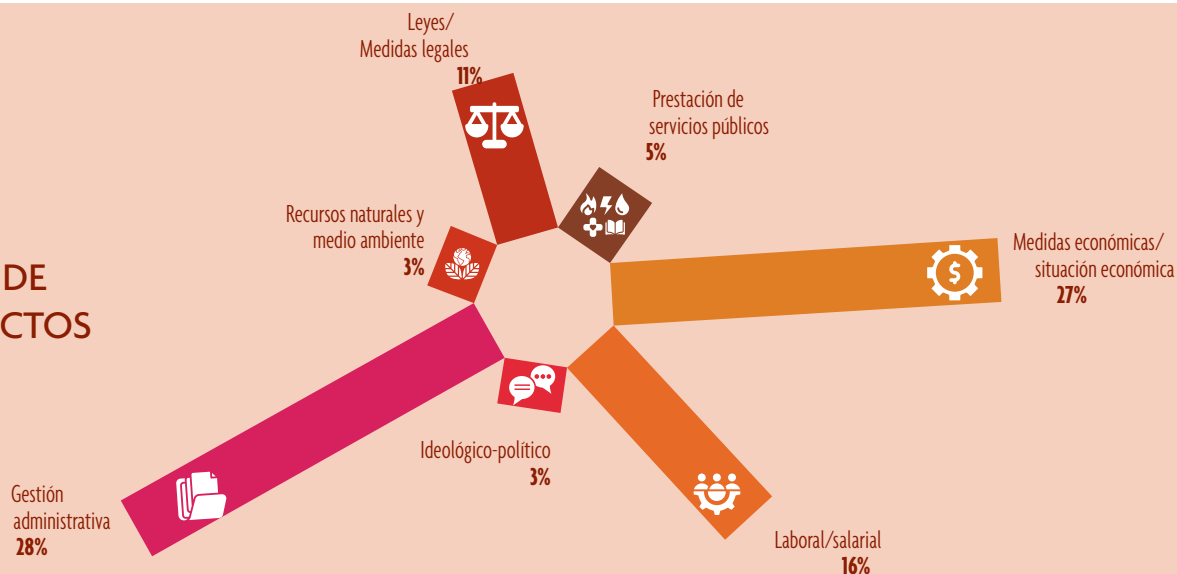 Leyes/
Medidas legales
11%
Prestación de
servicios públicos
5%
Recursos naturales y
medio ambiente
3%
Medidas económicas/
situación económica
27%
DE
CTOS
$
Ideológico-político
3%
Gestión
administrativa
28%
Laboral/salarial
16%